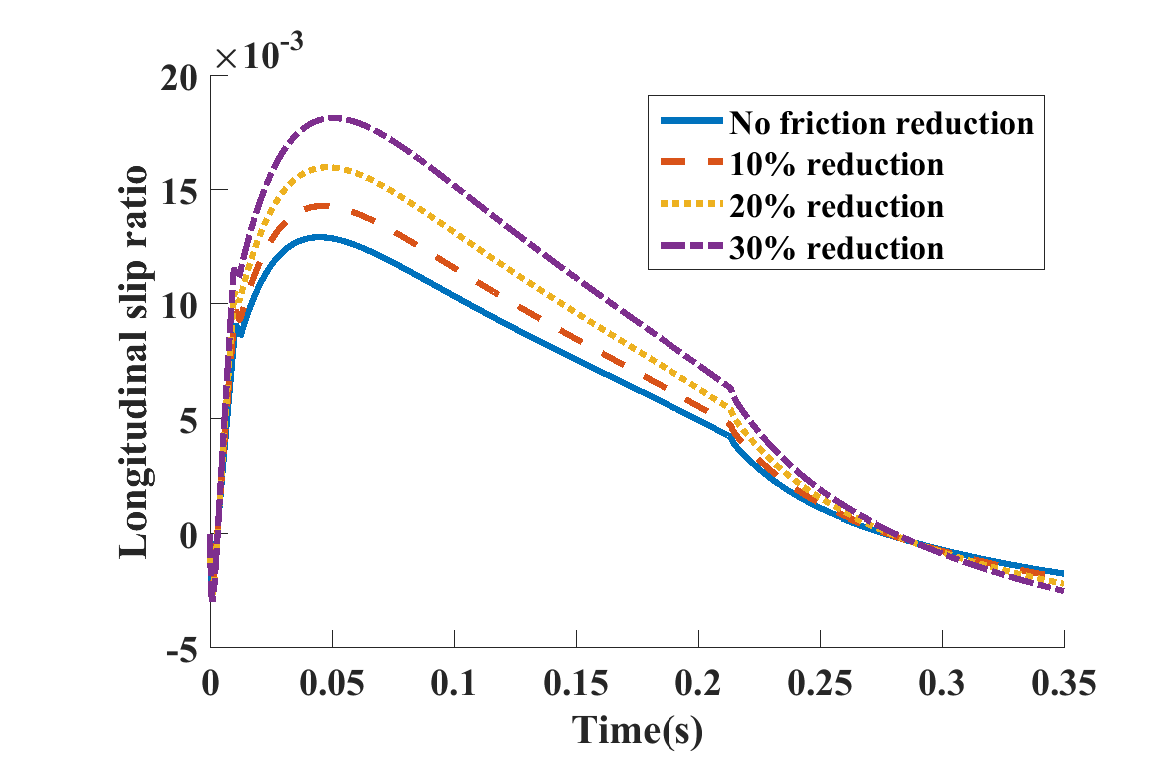 ×10-3
20
15
10
5
0
-5
Longitudinal slip ratio
No friction reduction
10% reduction
20% reduction
30% reduction
0 0.05 0.1 0.15 0.2 0.25 0.3 0.35
Time(s)